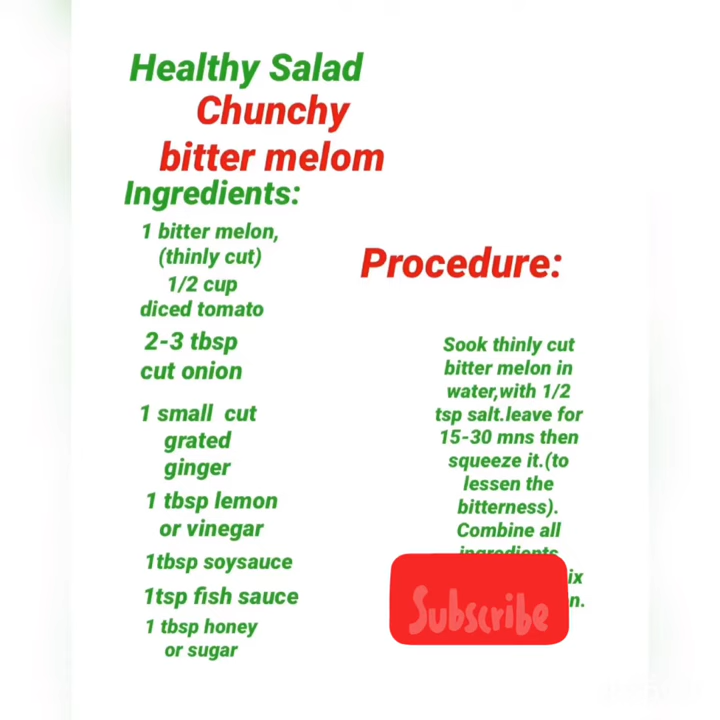 Healthy Salad
Chunchy
bitter melom
Ingredients:
1 bitter melon,
(thinly cut)
1/2 cup
diced tomato
2-3 tbsp
cut onion
1 small cut
grated
ginger
1 tbsp lemon
or vinegar
1tbsp soysauce
1tsp fish sauce
1 tbsp honey
or sugar
Procedure:
Sook thinly cut
bitter melon in
water,with 1/2
tsp salt.leave for
15-30 mns then
squeeze it.(to
lessen the
bitterness).
Combine all
ingredients
Subscribe